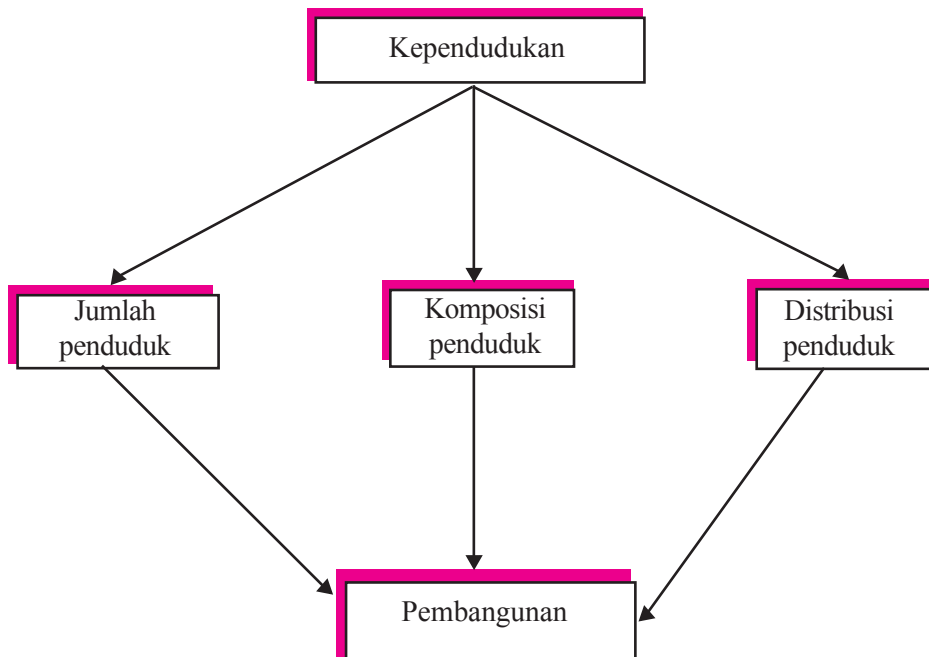 Kependudukan
Jumlah
penduduk
Komposisi
penduduk
Distribusi
penduduk
Pembangunan